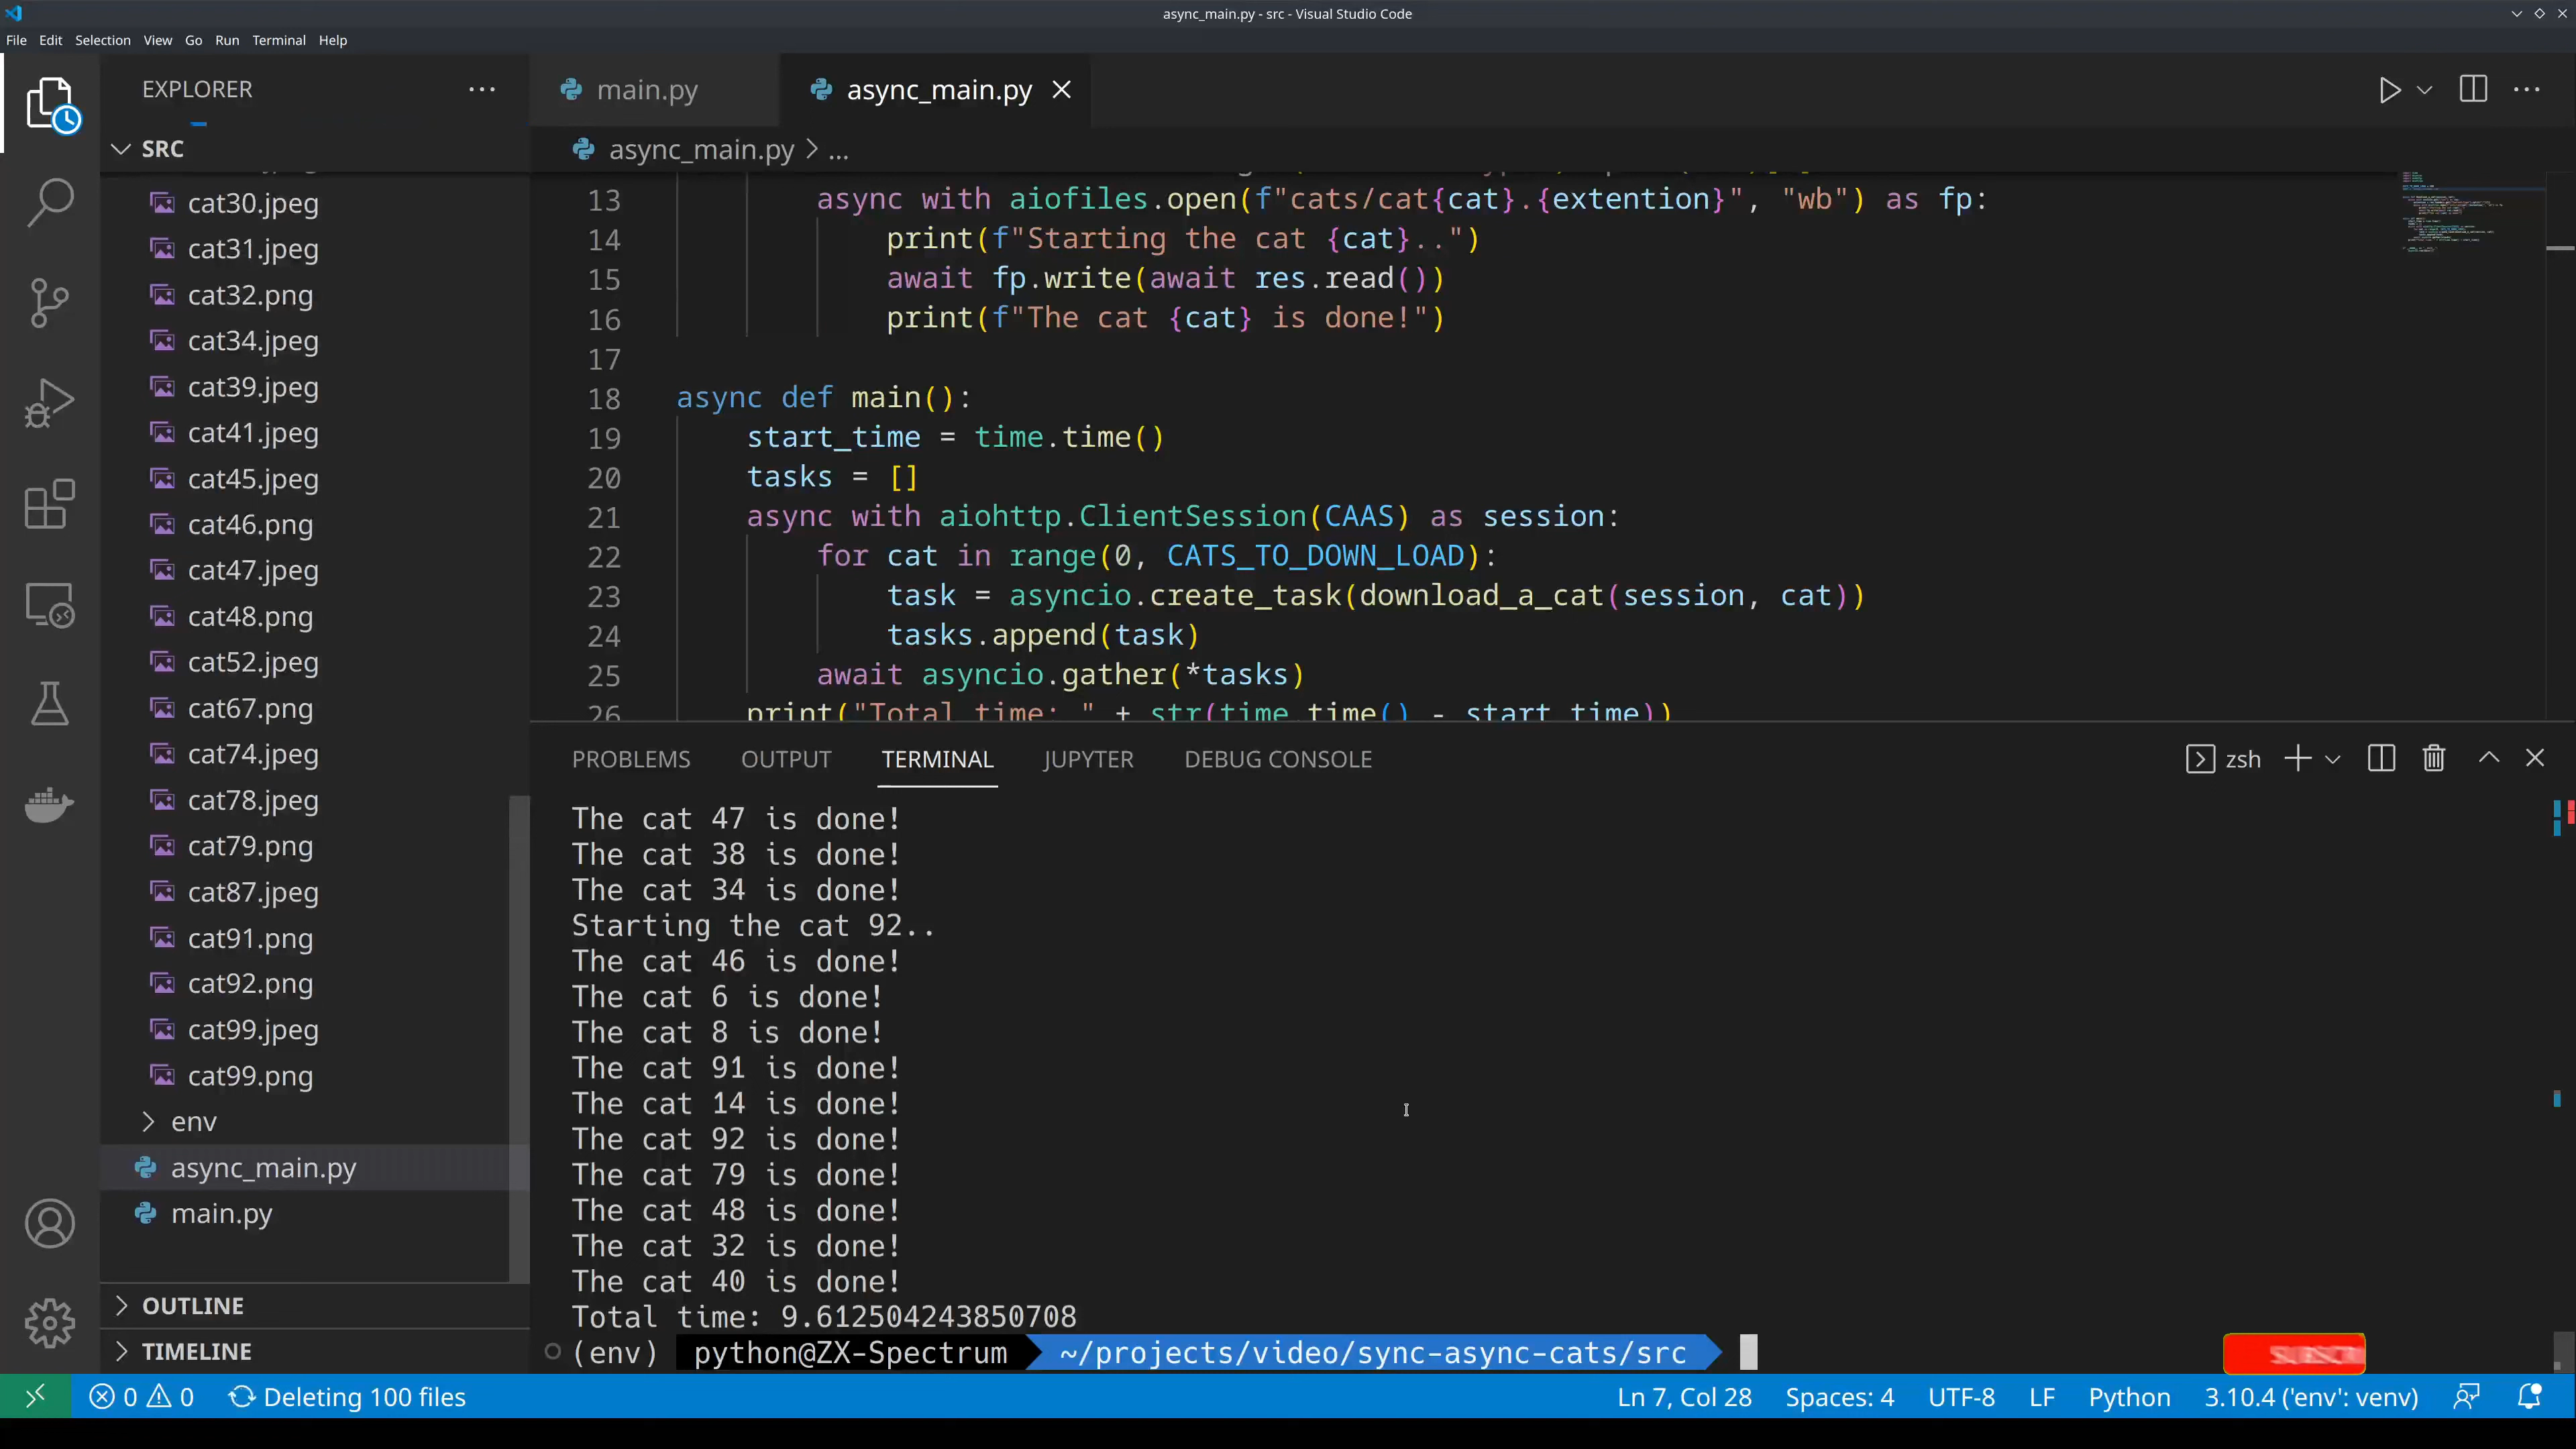 async_main.py - src - Visual Studio Code
File Edit Selection View Go Run Terminal Help
EXPLORER
SRC
cat30.jpeg
cat31.jpeg
cat32.png
cat34.jpeg
cat39.jpeg
cat41.jpeg
cat45.jpeg
cat46.png
cat47.jpeg
cat48.png
cat52.jpeg
cat67.png
cat74.jpeg
cat78.jpeg
cat79.png
cat87.jpeg
cat91.png
cat92.png
cat99.jpeg
cat99.png
env
async_main.py
main.py
OUTLINE
TIMELINE
main.py
async_main.py
async_main.py > ...
13 async with aiofiles.open(f"cats/cat{cat}.{extention}", "wb") as fp:
14 print(f"Starting the cat {cat}..")
15 await fp.write(await res.read())
16 print(f"The cat {cat} is done!")
17
18 async def main():
19 start_time = time.time()
20 tasks = []
21 async with aiohttp.ClientSession(CAAS) as session:
22 for cat in range(0, CATS_TO_DOWN_LOAD):
23 task = asyncio.create_task(download_a_cat(session, cat))
24 tasks.append(task)
25 await asyncio.gather(*tasks)
26 print("Total time: " + str(time.time() - start_time))
PROBLEMS OUTPUT TERMINAL JUPYTER DEBUG CONSOLE
zsh
The cat 47 is done!
The cat 38 is done!
The cat 34 is done!
Starting the cat 92..
The cat 46 is done!
The cat 6 is done!
The cat 8 is done!
The cat 91 is done!
The cat 14 is done!
The cat 92 is done!
The cat 79 is done!
The cat 48 is done!
The cat 32 is done!
The cat 40 is done!
Total time: 9.612504243850708
(env) python@ZX-Spectrum ~/projects/video/sync-async-cats/src
0 0 Deleting 100 files
Ln 7, Col 28 Spaces: 4 UTF-8 LF Python 3.10.4 ('env': venv)